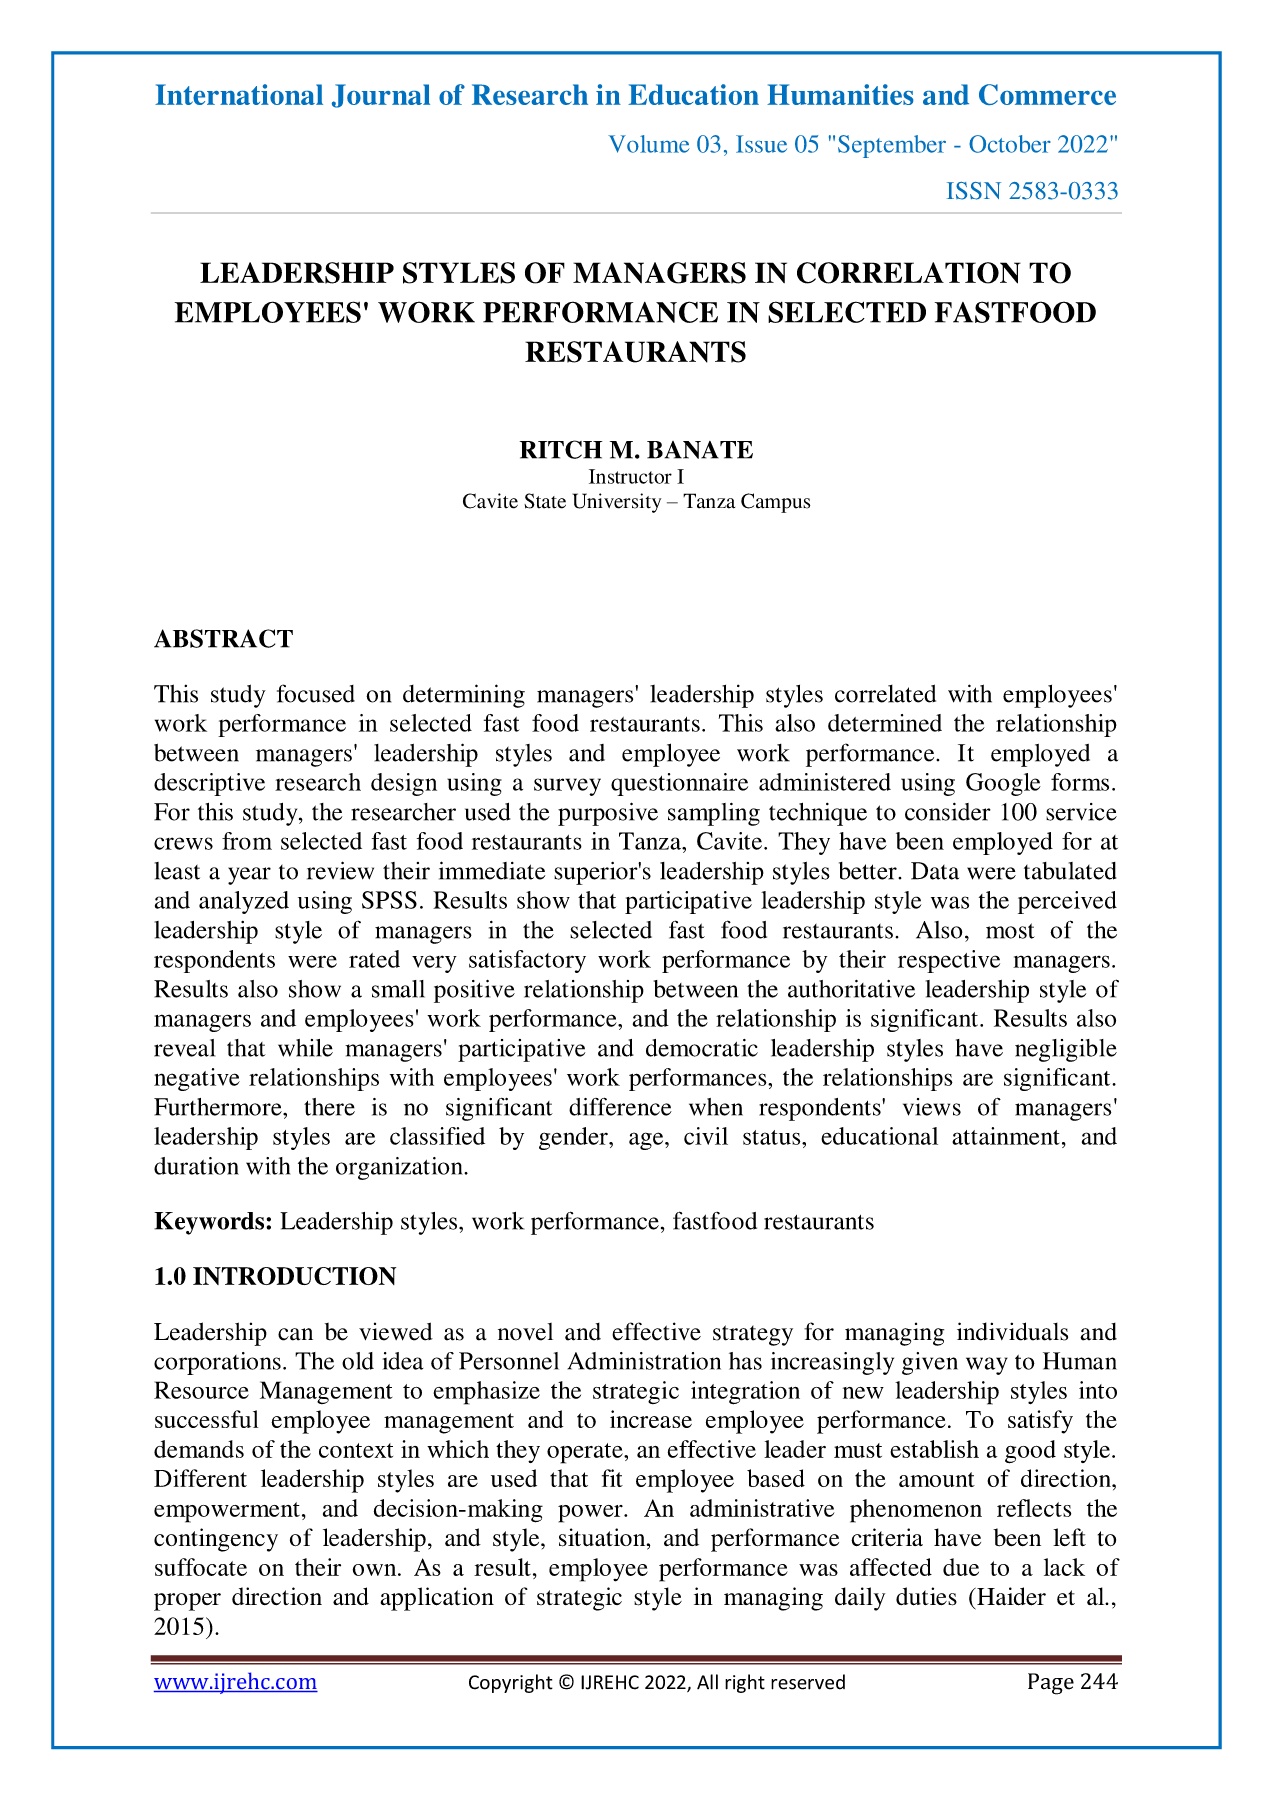 International Journal of Research in Education Humanities and Commerce
Volume 03, Issue 05 "September - October 2022"
ISSN 2583-0333
LEADERSHIP STYLES OF MANAGERS IN CORRELATION TO
EMPLOYEES' WORK PERFORMANCE IN SELECTED FASTFOOD
RESTAURANTS
RITCH M. BANATE
Instructor I
Cavite State University – Tanza Campus
ABSTRACT
This study focused on determining managers' leadership styles correlated with employees'
work performance in selected fast food restaurants. This also determined the relationship
between managers' leadership styles and employee work performance. It employed a
descriptive research design using a survey questionnaire administered using Google forms.
For this study, the researcher used the purposive sampling technique to consider 100 service
crews from selected fast food restaurants in Tanza, Cavite. They have been employed for at
least a year to review their immediate superior's leadership styles better. Data were tabulated
and analyzed using SPSS. Results show that participative leadership style was the perceived
leadership style of managers in the selected fast food restaurants. Also, most of the
respondents were rated very satisfactory work performance by their respective managers.
Results also show a small positive relationship between the authoritative leadership style of
managers and employees' work performance, and the relationship is significant. Results also
reveal that while managers' participative and democratic leadership styles have negligible
negative relationships with employees' work performances, the relationships are significant.
Furthermore, there is no significant difference when respondents' views of managers'
leadership styles are classified by gender, age, civil status, educational attainment, and
duration with the organization.
Keywords: Leadership styles, work performance, fastfood restaurants
1.0 INTRODUCTION
Leadership can be viewed as a novel and effective strategy for managing individuals and
corporations. The old idea of Personnel Administration has increasingly given way to Human
Resource Management to emphasize the strategic integration of new leadership styles into
successful employee management and to increase employee performance. To satisfy the
demands of the context in which they operate, an effective leader must establish a good style.
Different leadership styles are used that fit employee based on the amount of direction,
empowerment, and decision-making power. An administrative phenomenon reflects the
contingency of leadership, and style, situation, and performance criteria have been left to
suffocate on their own. As a result, employee performance was affected due to a lack of
proper direction and application of strategic style in managing daily duties (Haider et al.,
2015).
www.ijrehc.com Copyright © IJREHC 2022, All right reserved Page 244